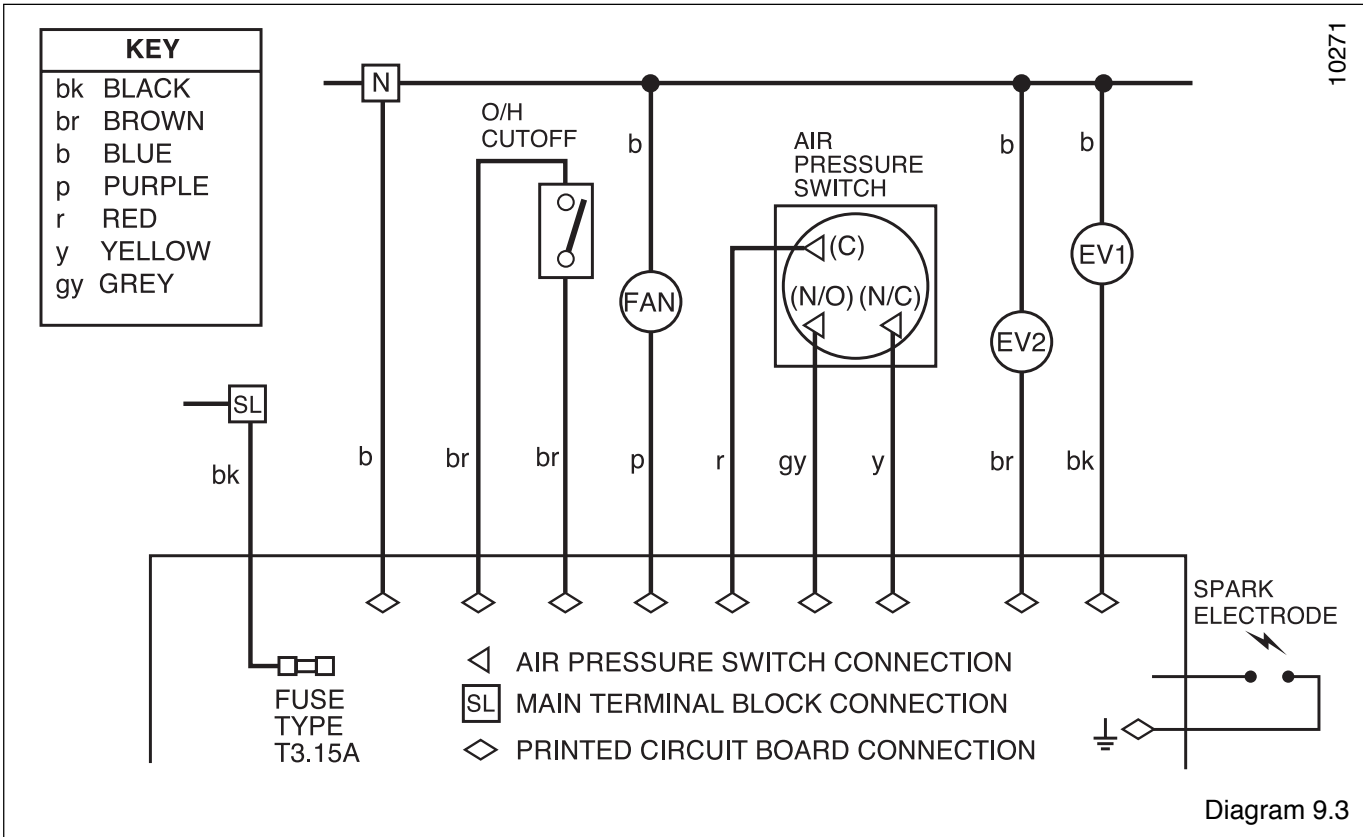 KEY
bk BLACK
br BROWN
b BLUE
p PURPLE
r RED
y YELLOW
gy GREY
10271
N
O/H
CUTOFF
b
AIR
PRESSURE
SWITCH
b
b
(C)
(N/O) (N/C)
FAN
EV1
EV2
SL
bk
b
br
br
p
r
gy
y
br
bk
SPARK
ELECTRODE
FUSE
TYPE
T3.15A
AIR PRESSURE SWITCH CONNECTION
SL MAIN TERMINAL BLOCK CONNECTION
PRINTED CIRCUIT BOARD CONNECTION
Diagram 9.3